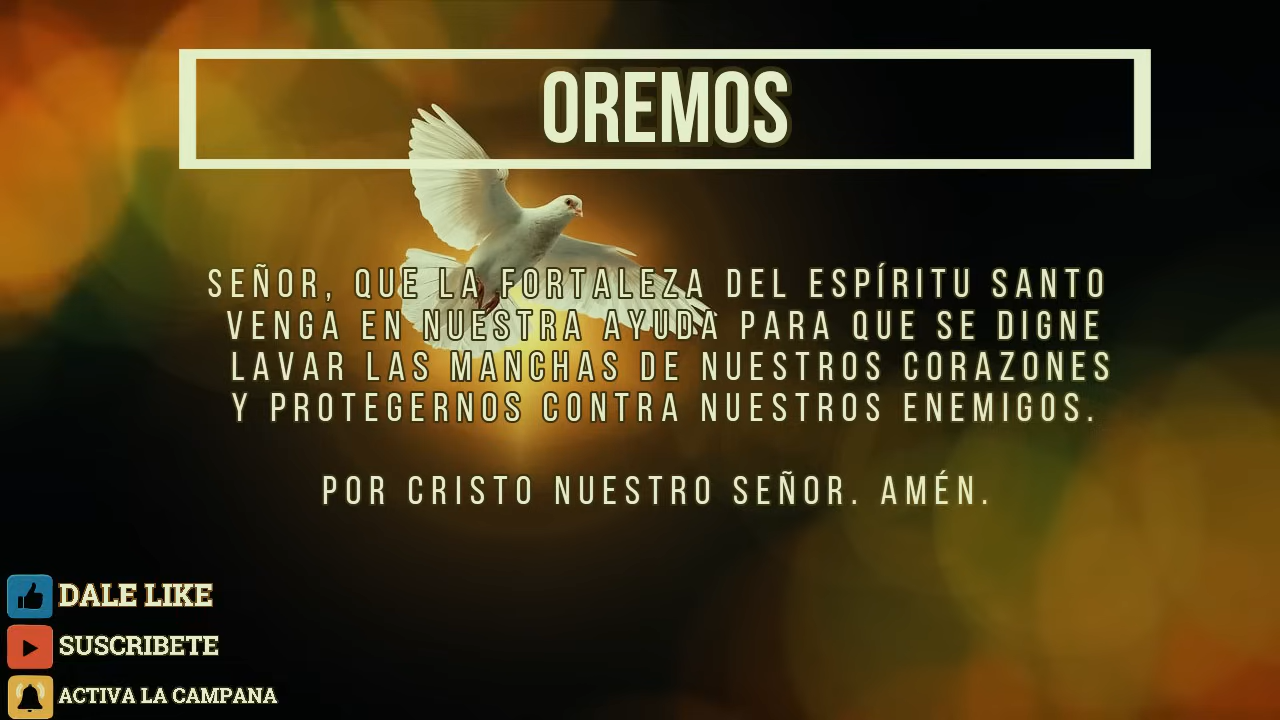 OREMOS
SEÑOR, QUE LA FORTALEZA DEL ESPÍRITU SANTO
VENGA EN NUESTRA AYUDA PARA QUE SE DIGNE
LAVAR LAS MANCHAS DE NUESTROS CORAZONES
Y PROTEGERNOS CONTRA NUESTROS ENEMIGOS.
POR CRISTO NUESTRO SEÑOR. AMÉN.
DALE LIKE
SUSCRIBETE
ACTIVA LA CAMPANA